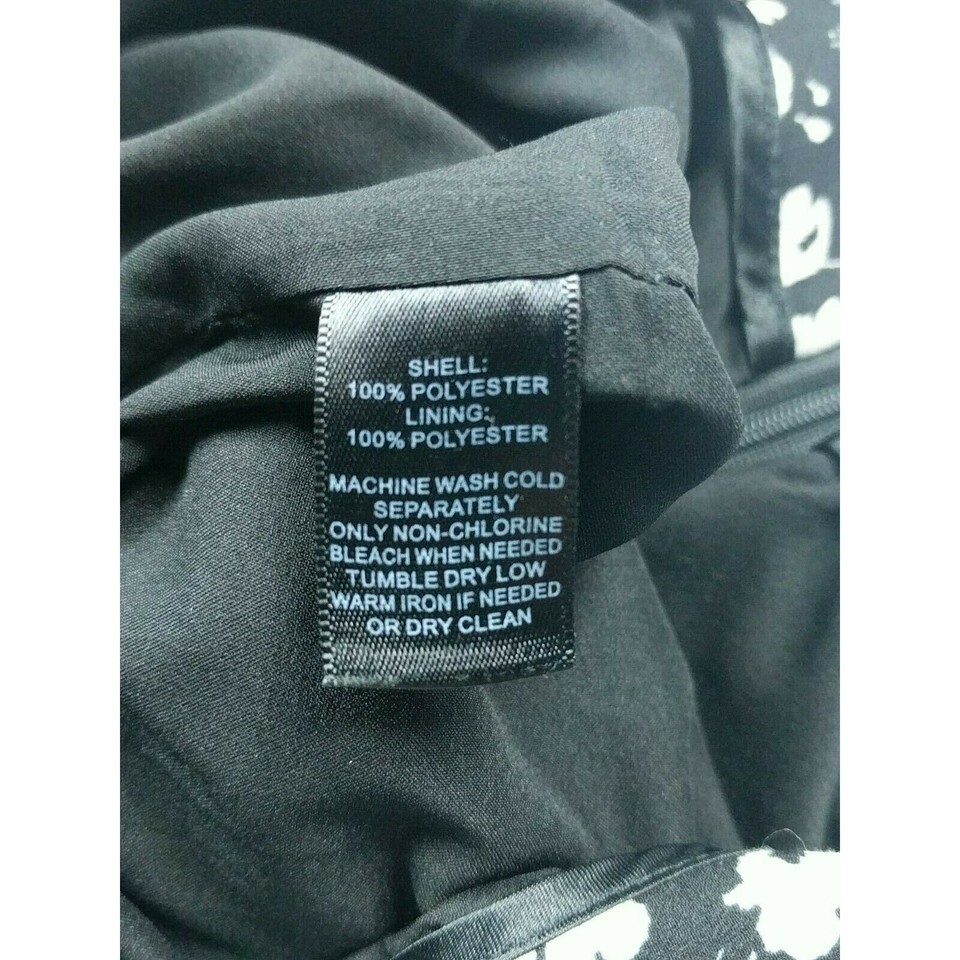 SHELL:
100% POLYESTER
LINING:
100% POLYESTER
MACHINE WASH COLD
SEPARATELY
ONLY NON-CHLORINE
BLEACH WHEN NEEDED
TUMBLE DRY LOW
WARM IRON IF NEEDED
OR DRY CLEAN